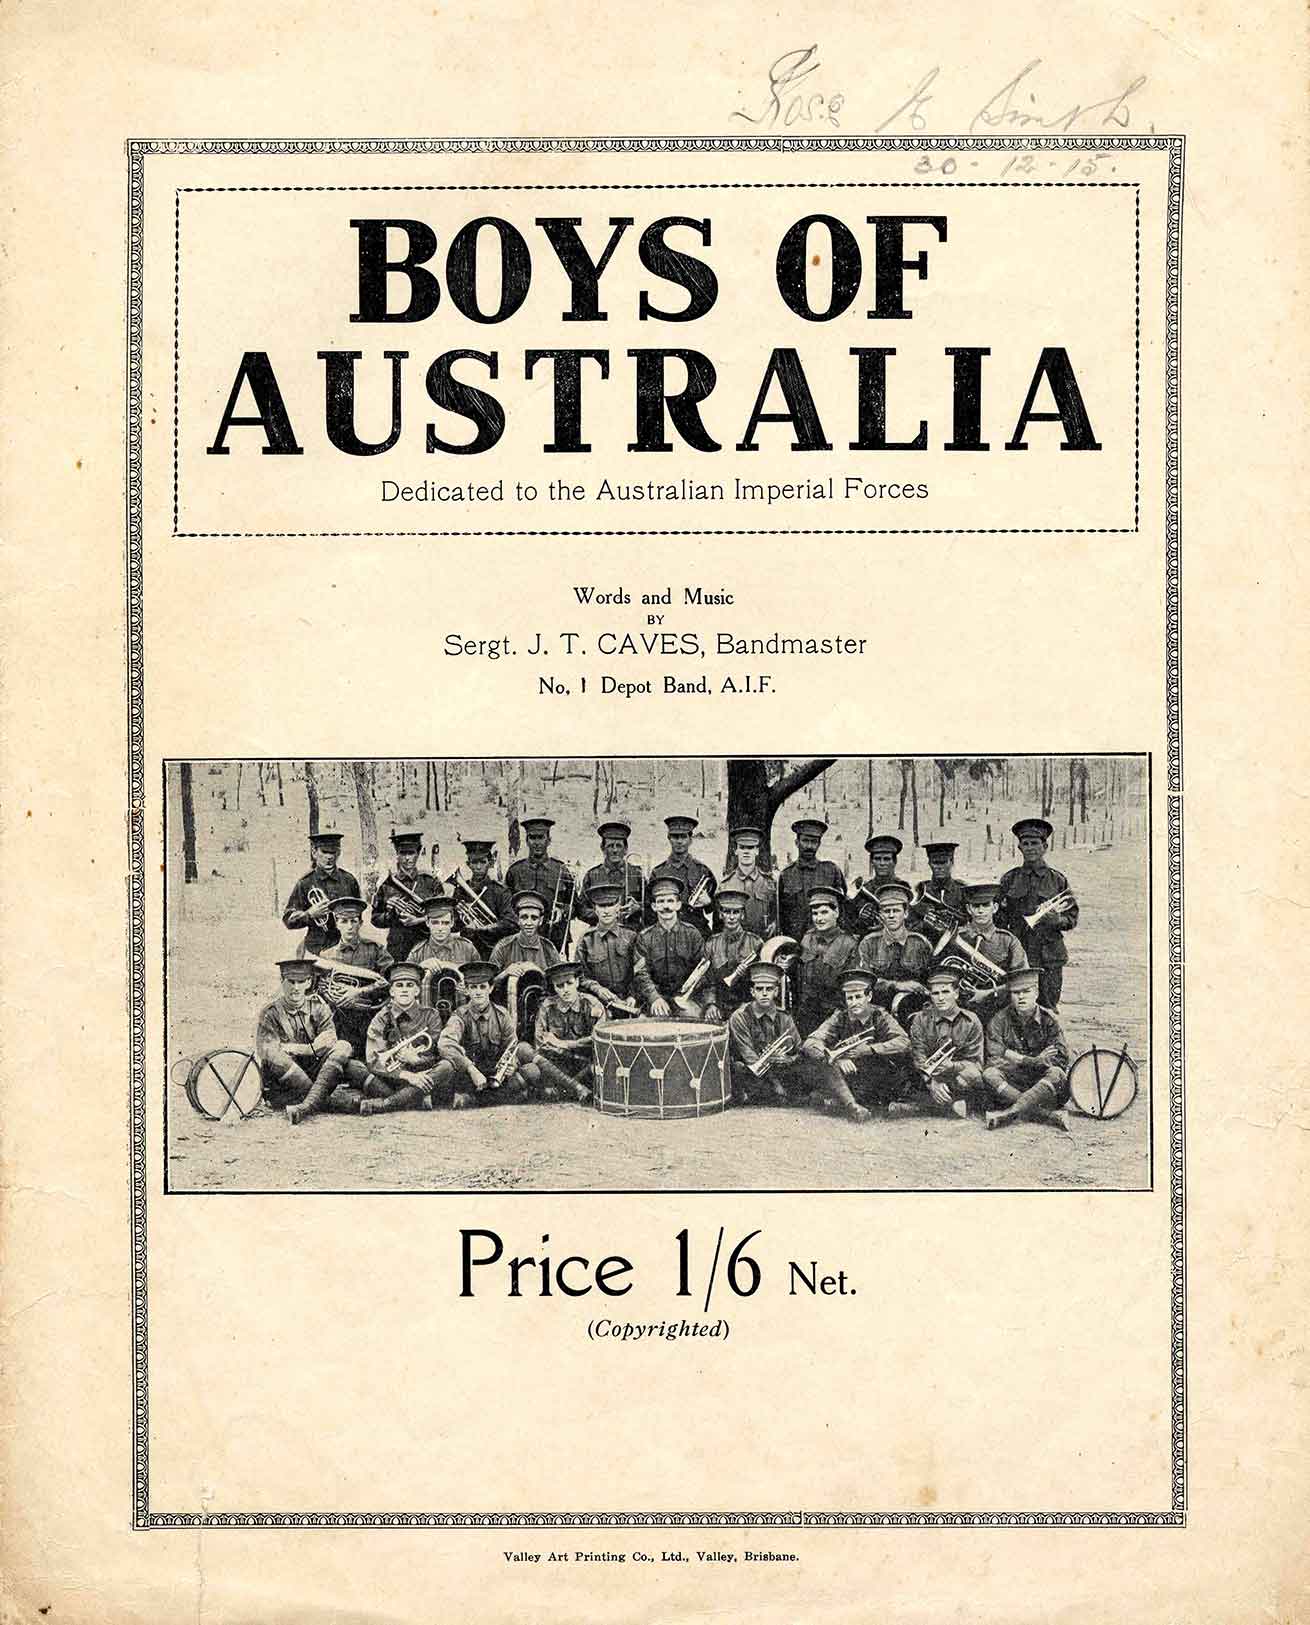 Rose E Smith
30-12-15.
BOYS OF
AUSTRALIA
Dedicated to the Australian Imperial Forces
Words and Music
BY
Sergt. J. T. CAVES, Bandmaster
No. 1 Depot Band, A.I.F.
Price 1/6 Net.
(Copyrighted)
Valley Art Printing Co., Ltd., Valley, Brisbane.